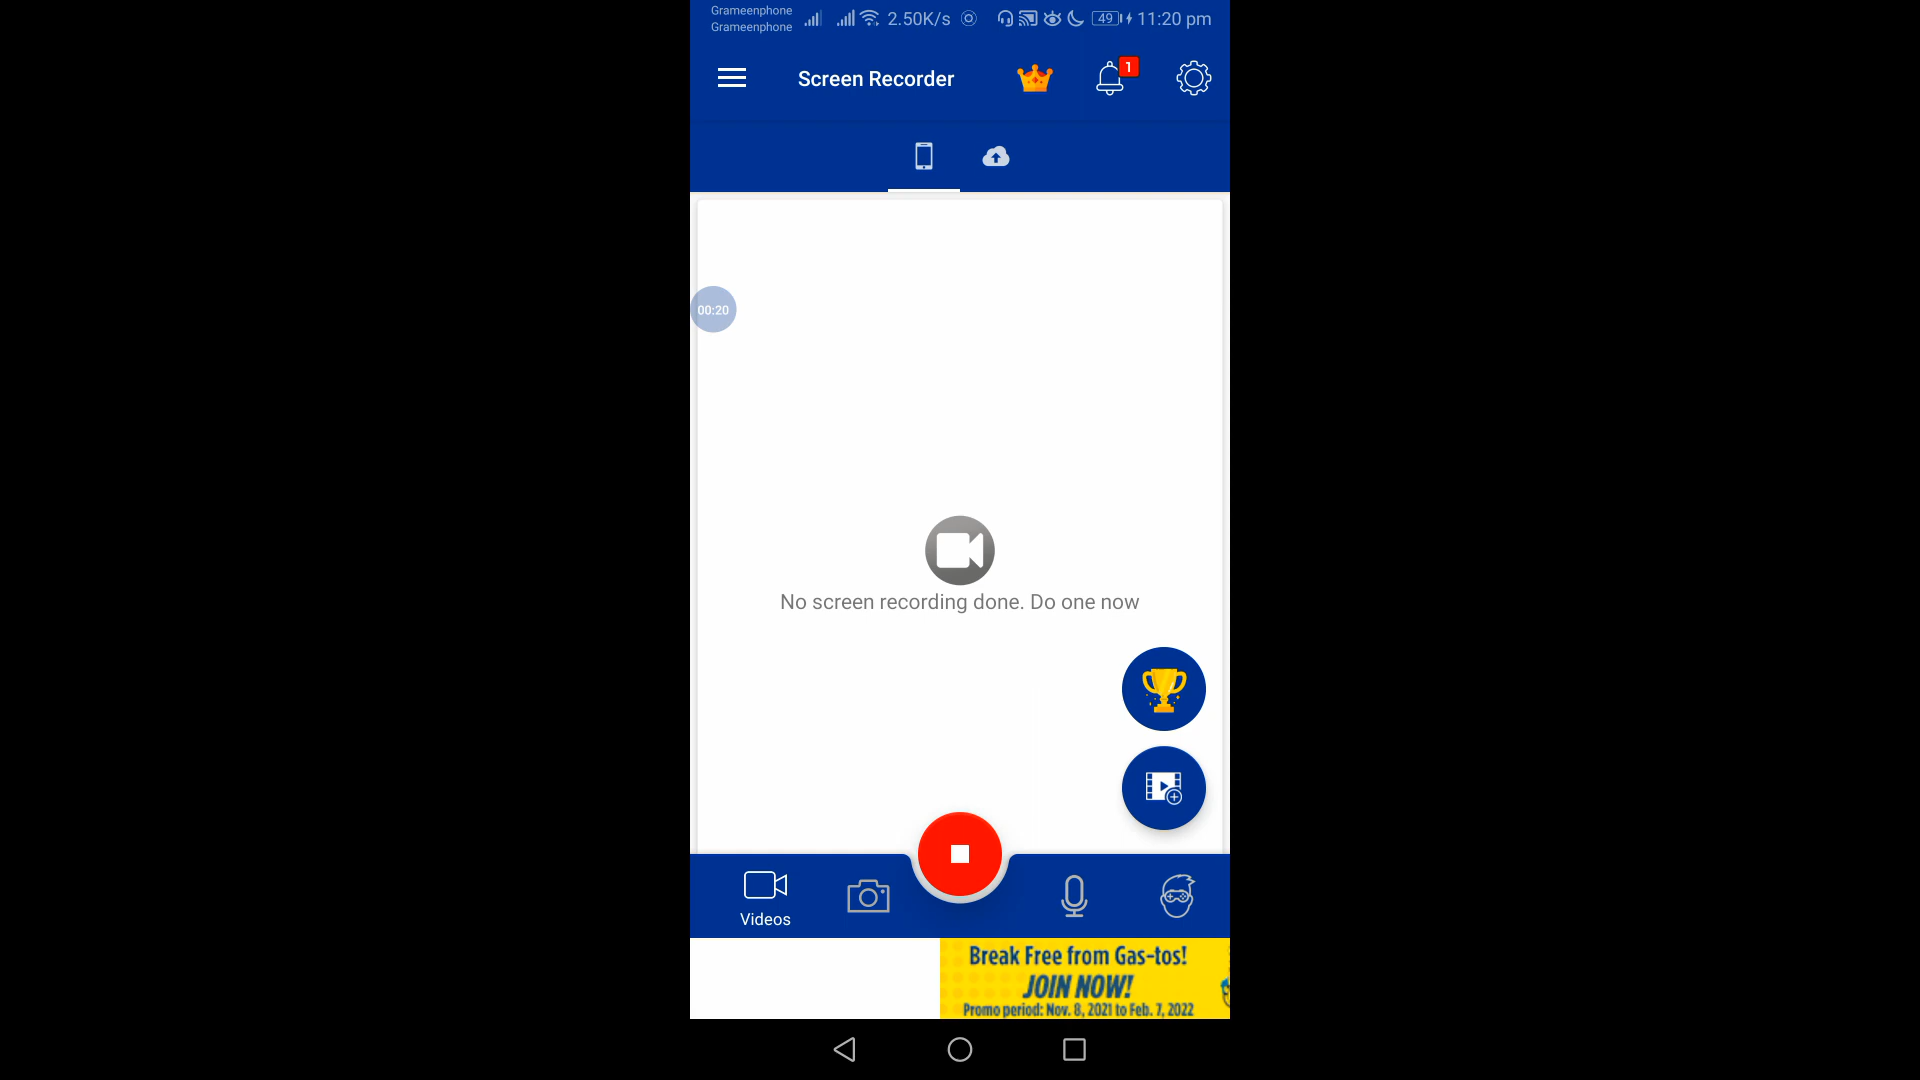 Grameenphone
Grameenphone
2.50K/s
49
11:20 pm
Screen Recorder
1
00:20
No screen recording done. Do one now
Videos
Break Free from Gas-tos!
JOIN NOW!
Promo period: Nov. 8, 2021 to Feb. 7, 2022